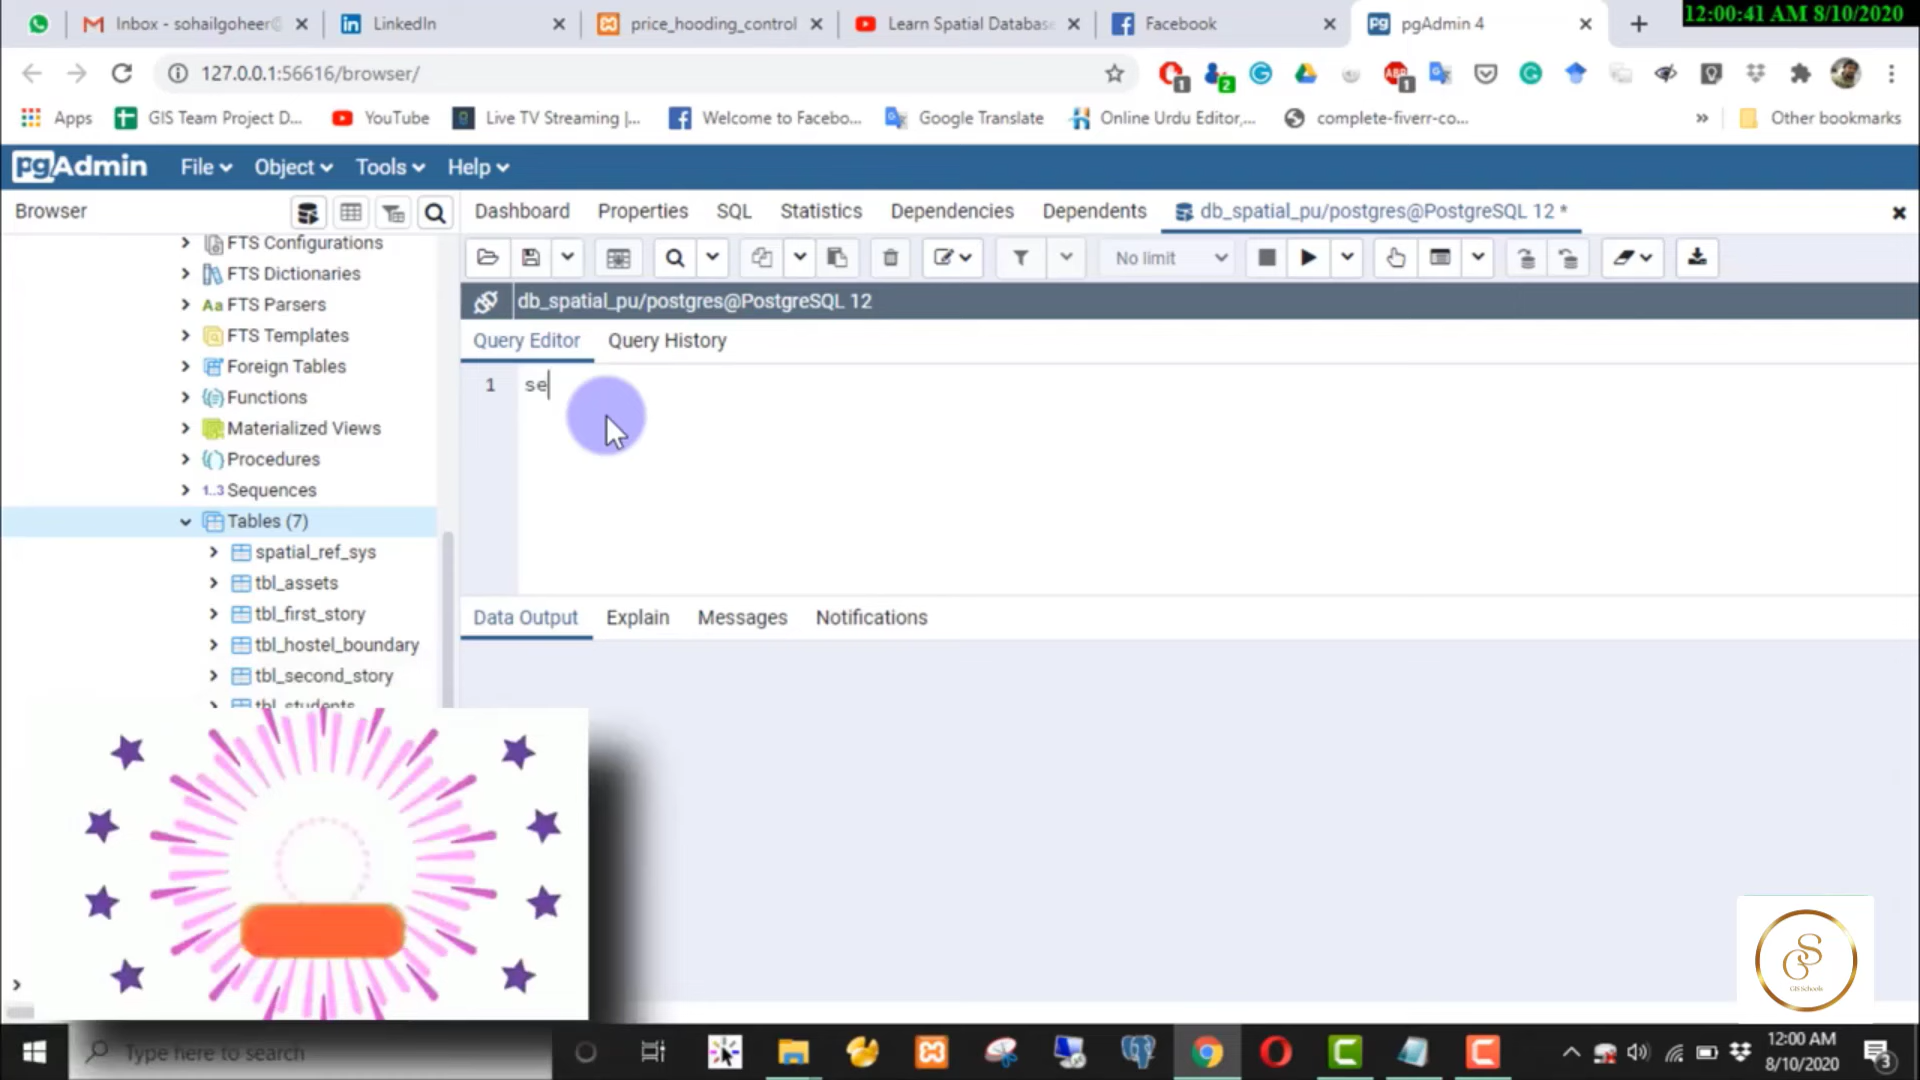 Inbox - sohailgoheer@ LinkedIn price_hooding_control Learn Spatial Databas Facebook pgAdmin 4 12:00:41 AM 8/10/2020
127.0.0.1:56616/browser/
Apps GIS Team Project D... YouTube Live TV Streaming |... Welcome to Facebo... Google Translate Online Urdu Editor,... complete-fiverr-co... » Other bookmarks
pgAdmin File Object Tools Help
Browser Dashboard Properties SQL Statistics Dependencies Dependents db_spatial_pu/postgres@PostgreSQL 12 *
No limit
db_spatial_pu/postgres@PostgreSQL 12
Query Editor Query History
1 se
FTS Configurations
FTS Dictionaries
FTS Parsers
FTS Templates
Foreign Tables
Functions
Materialized Views
Procedures
Sequences
Tables (7)
spatial_ref_sys
tbl_assets
tbl_first_story
tbl_hostel_boundary
tbl_second_story
tbl_students
Data Output Explain Messages Notifications
GIS Schools
Type here to search
12:00 AM
8/10/2020
3